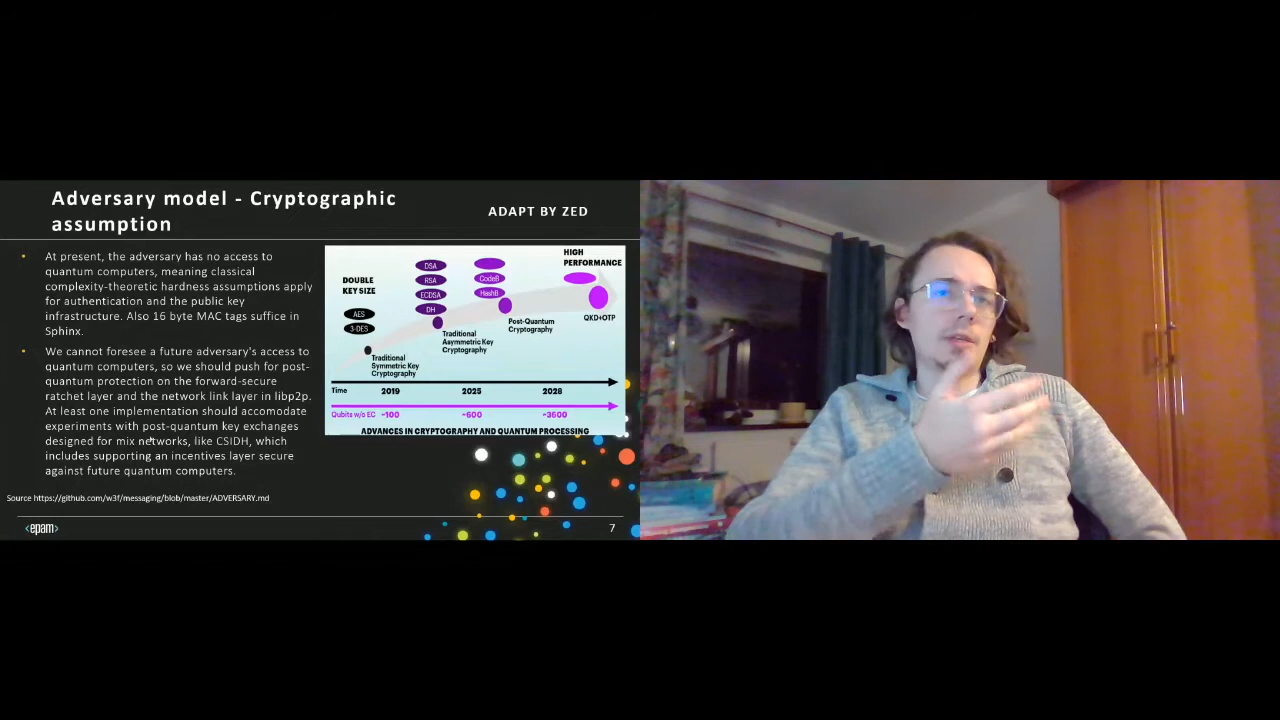 Adversary model - Cryptographic
assumption
ADAPT BY ZED
• At present, the adversary has no access to
quantum computers, meaning classical
complexity-theoretic hardness assumptions apply
for authentication and the public key
infrastructure. Also 16 byte MAC tags suffice in
Sphinx.
• We cannot foresee a future adversary's access to
quantum computers, so we should push for post-
quantum protection on the forward-secure
ratchet layer and the network link layer in libp2p.
At least one implementation should accomodate
experiments with post-quantum key exchanges
designed for mix networks, like CSIDH, which
includes supporting an incentives layer secure
against future quantum computers.
DOUBLE
KEY SIZE
AES
3-DES
Traditional
Symmetric Key
Cryptography
DSA
RSA
ECDSA
DH
Traditional
Asymmetric Key
Cryptography
CodeB
HashB
Post-Quantum
Cryptography
HIGH
PERFORMANCE
QKD+OTP
Time 2019 2025 2028
Qubits w/o EC ~100 ~600 ~3600
ADVANCES IN CRYPTOGRAPHY AND QUANTUM PROCESSING
Source https://github.com/w3f/messaging/blob/master/ADVERSARY.md
<epam> 7